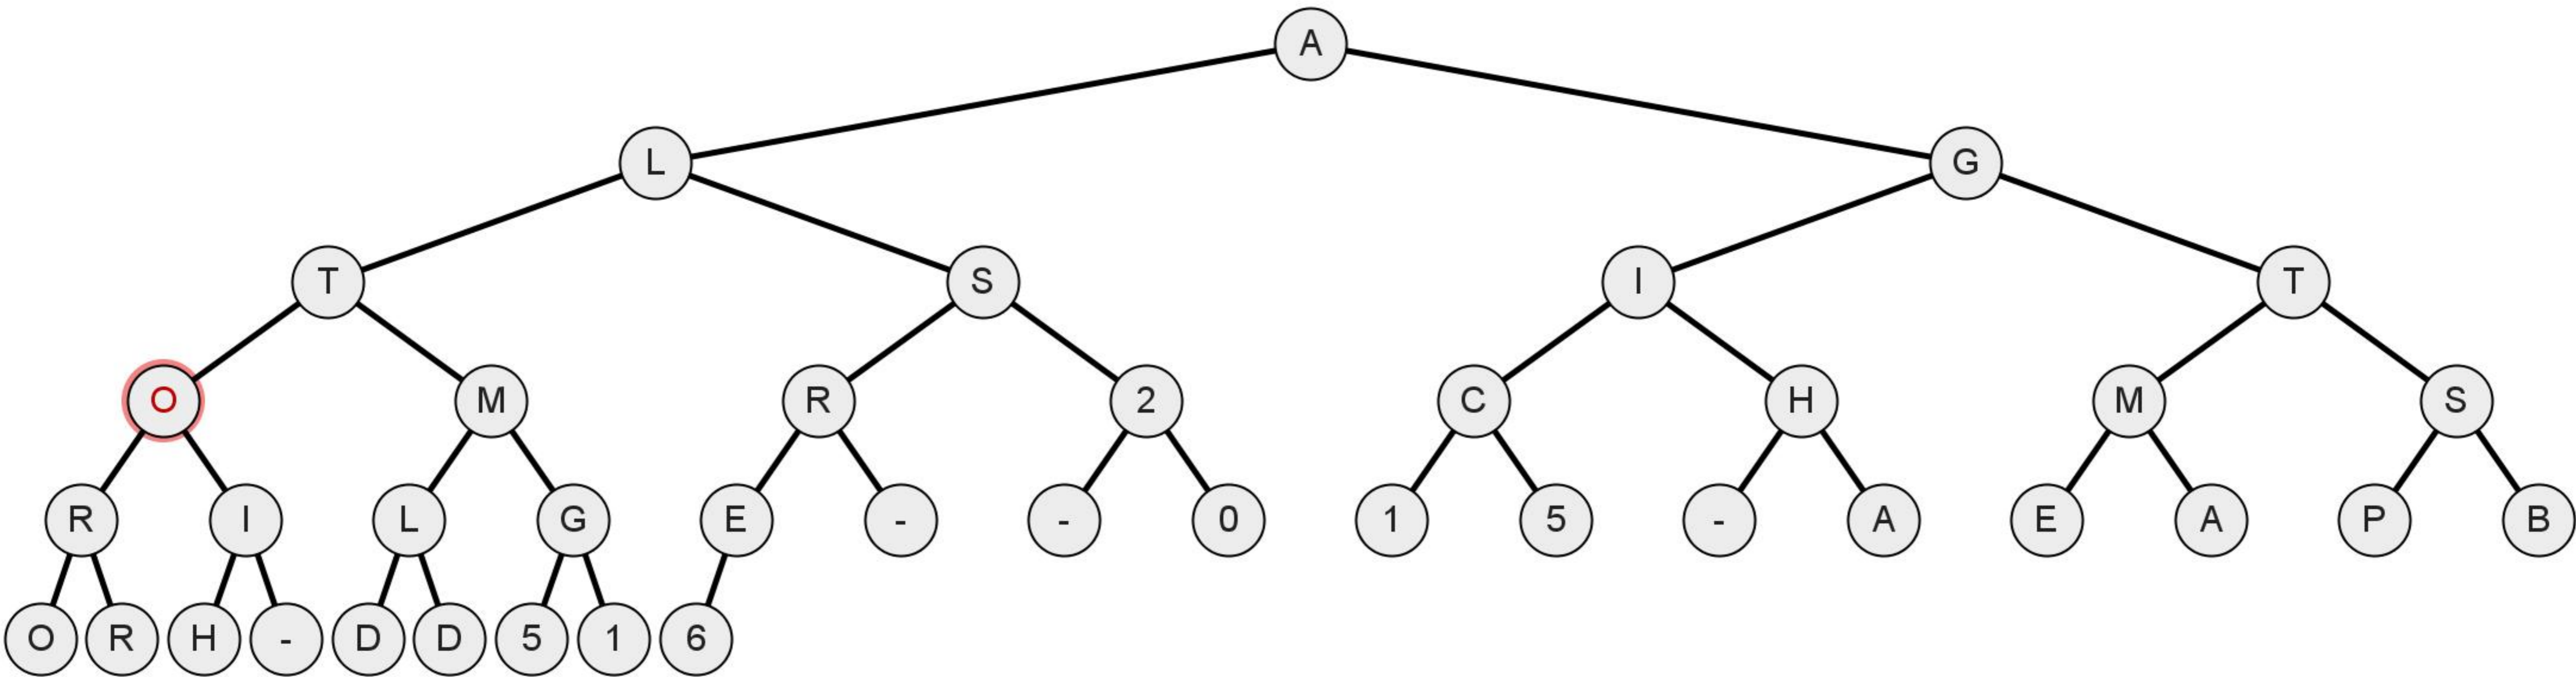 A
L G
T S I T
O M R 2 C H M S
R I L G E - - 0 1 5 - A E A P B
O R H - D D 5 1 6